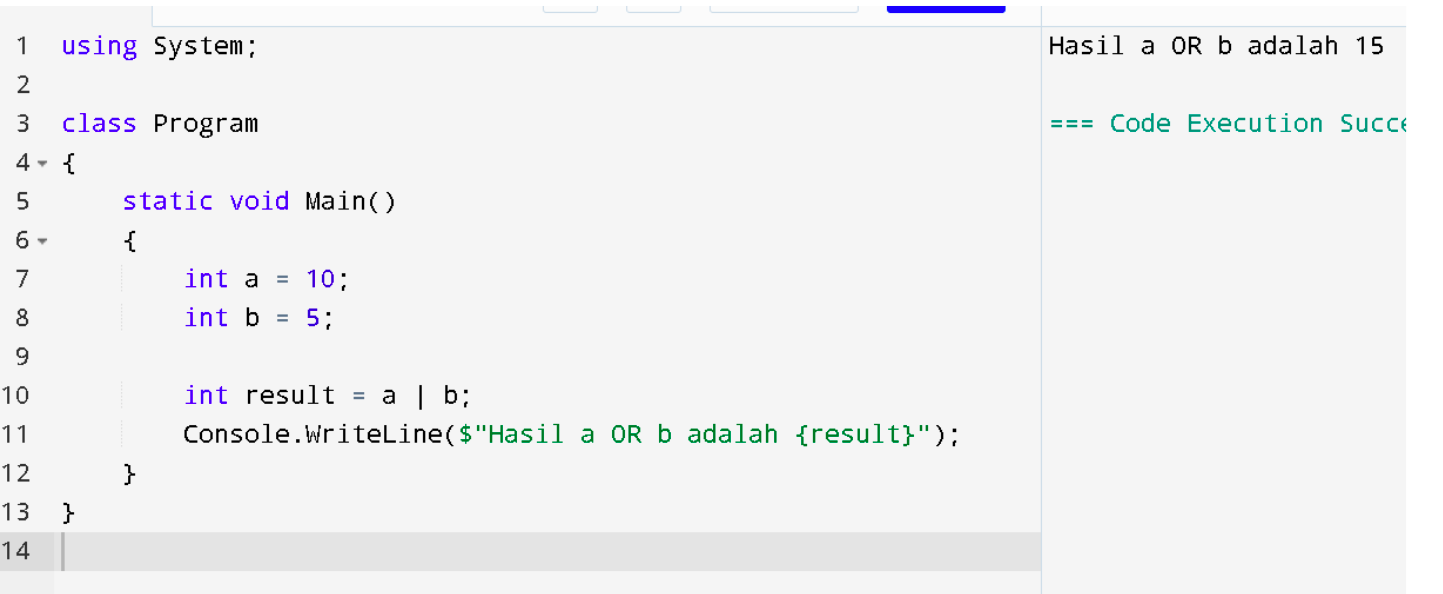 1 using System;
2
3 class Program
4 {
5 static void Main()
6 {
7 int a = 10;
8 int b = 5;
9
10 int result = a | b;
11 Console.WriteLine($"Hasil a OR b adalah {result}");
12 }
13 }
14
Hasil a OR b adalah 15
=== Code Execution Succe